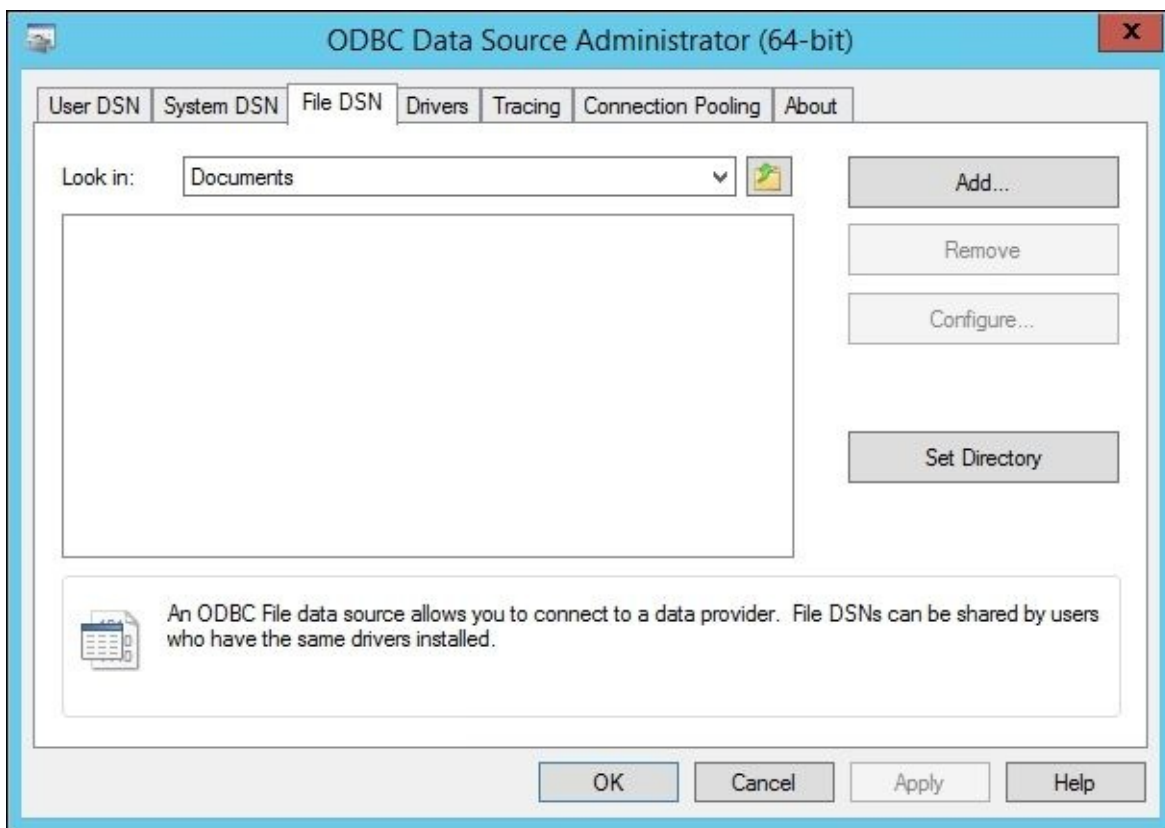 ODBC Data Source Administrator (64-bit)
x
User DSN System DSN File DSN Drivers Tracing Connection Pooling About
Look in: Documents
Add...
Remove
Configure...
Set Directory
An ODBC File data source allows you to connect to a data provider.  File DSNs can be shared by users
who have the same drivers installed.
OK Cancel Apply Help